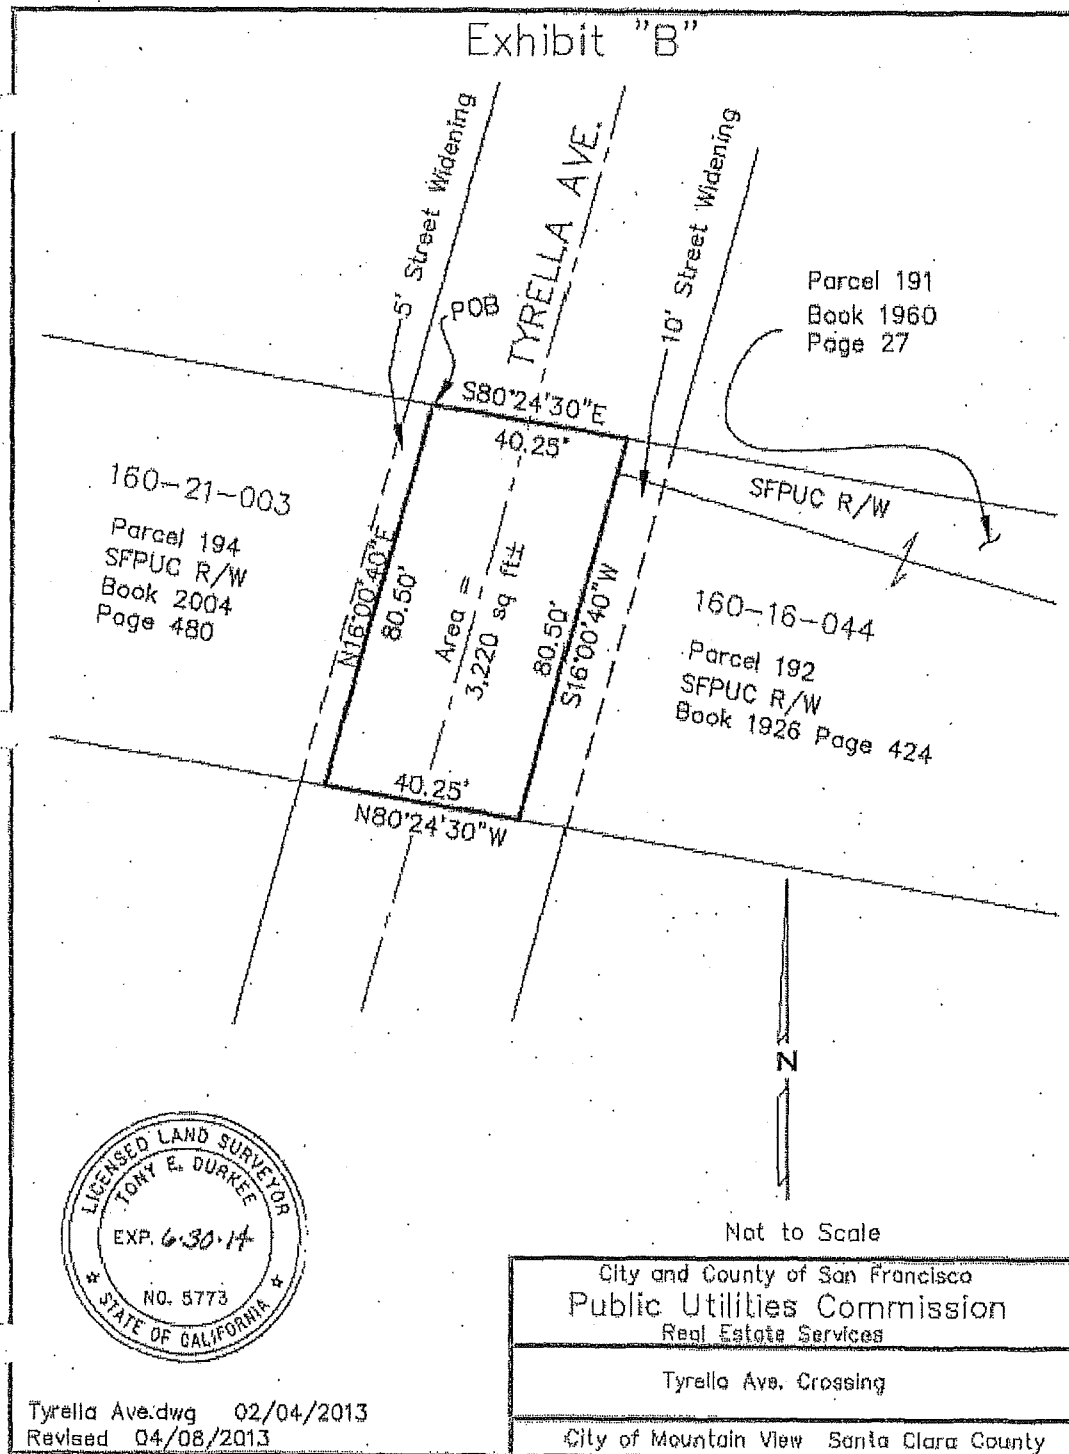 Exhibit "B"
5' Street Widening
POB
TYRELLA AVE.
10' Street Widening
Parcel 191
Book 1960
Page 27
S80°24'30"E
40.25'
SFPUC R/W
160-21-003
Parcel 194
SFPUC R/W
Book 2004
Page 480
N16°00'40"E
80.50'
Area =
3,220 sq ft±
80.50'
S16°00'40"W
160-16-044
Parcel 192
SFPUC R/W
Book 1926 Page 424
40.25'
N80°24'30"W
N
Not to Scale
LICENSED LAND SURVEYOR
TONY E. DURKEE
EXP. 6·30·14
NO. 5773
STATE OF CALIFORNIA
City and County of San Francisco
Public Utilities Commission
Real Estate Services
Tyrella Ave. Crossing
City of Mountain View Santa Clara County
Tyrella Ave.dwg 02/04/2013
Revised 04/08/2013